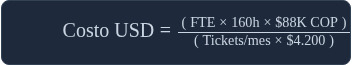 Costo USD = ( FTE × 160h × $88K COP ) / ( Tickets/mes × $4.200 )